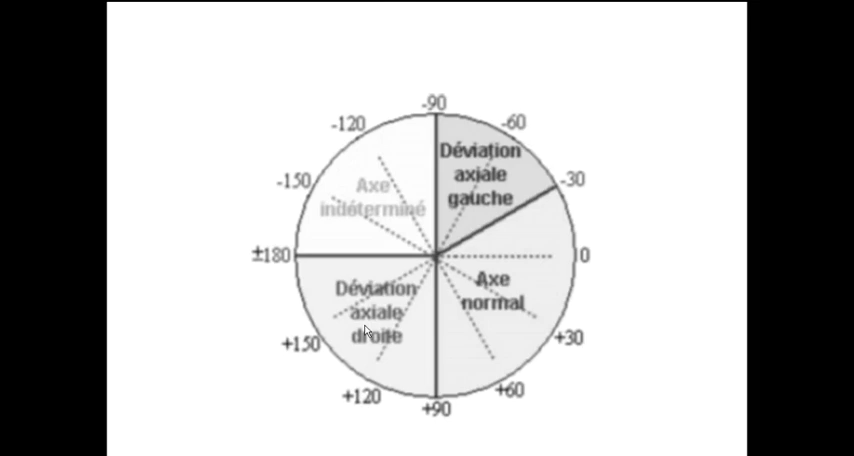 -90
-120
-60
Déviation
axiale
gauche
-150
-30
Axe
indéterminé
±180
0
Axe
normal
Déviation
axiale
droite
+150
+30
+120
+60
+90